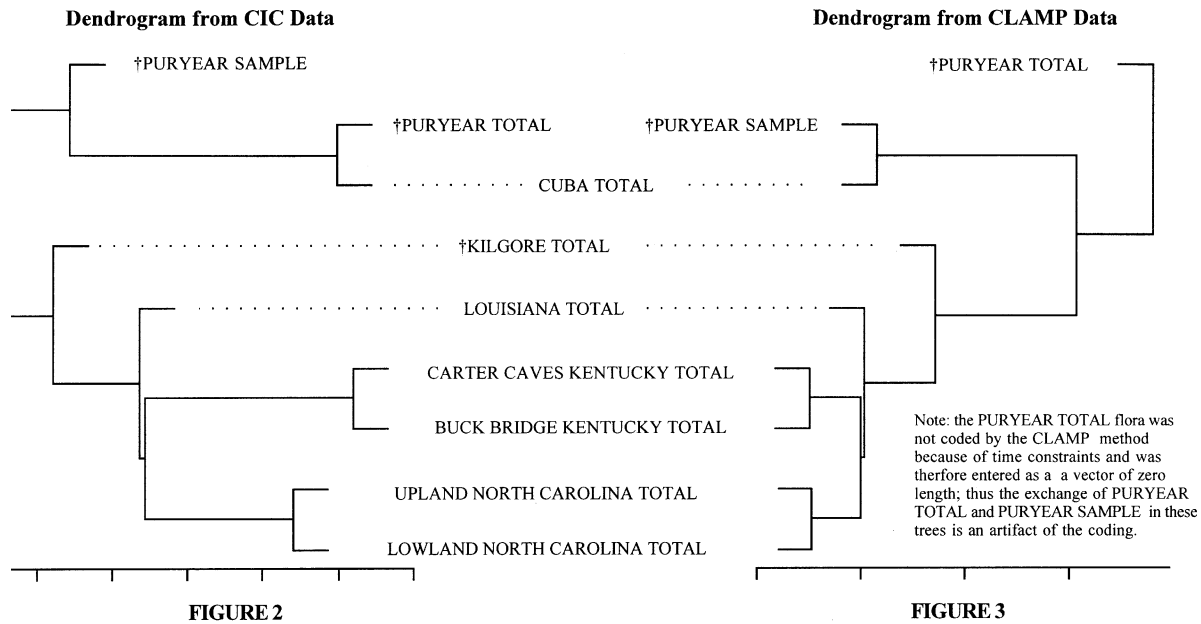 Dendrogram from CIC Data
Dendrogram from CLAMP Data
†PURYEAR SAMPLE
†PURYEAR TOTAL
†PURYEAR TOTAL
†PURYEAR SAMPLE
CUBA TOTAL
†KILGORE TOTAL
LOUISIANA TOTAL
CARTER CAVES KENTUCKY TOTAL
BUCK BRIDGE KENTUCKY TOTAL
UPLAND NORTH CAROLINA TOTAL
LOWLAND NORTH CAROLINA TOTAL
Note: the PURYEAR TOTAL flora was
not coded by the CLAMP method
because of time constraints and was
therfore entered as a a vector of zero
length; thus the exchange of PURYEAR
TOTAL and PURYEAR SAMPLE in these
trees is an artifact of the coding.
FIGURE 2
FIGURE 3